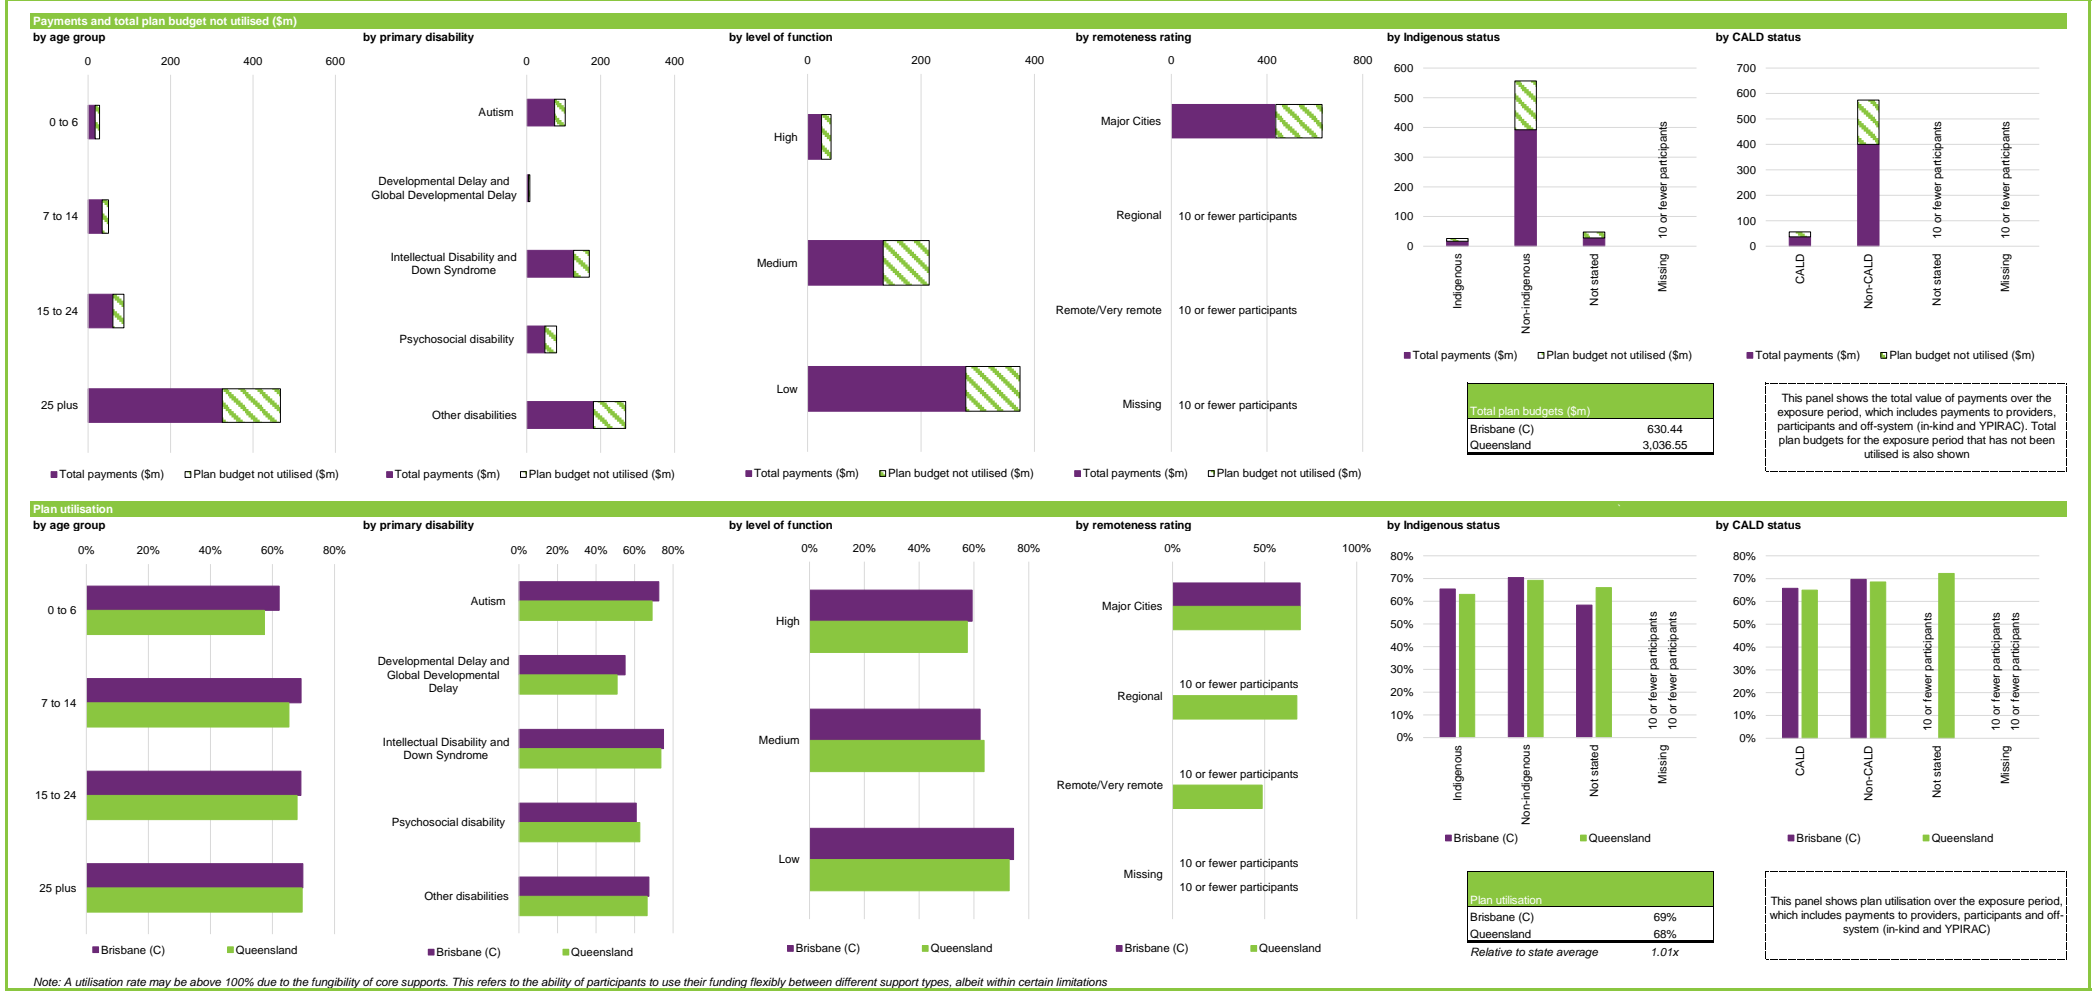 Payments and total plan budget not utilised ($m)
by age group
0 200 400 600
0 to 6
7 to 14
15 to 24
25 plus
Total payments ($m) Plan budget not utilised ($m)
by primary disability
0 200 400
Autism
Developmental Delay and
Global Developmental Delay
Intellectual Disability and
Down Syndrome
Psychosocial disability
Other disabilities
Total payments ($m) Plan budget not utilised ($m)
by level of function
0 200 400
High
Medium
Low
Total payments ($m) Plan budget not utilised ($m)
by remoteness rating
0 400 800
Major Cities
Regional 10 or fewer participants
Remote/Very remote 10 or fewer participants
Missing 10 or fewer participants
Total payments ($m) Plan budget not utilised ($m)
by Indigenous status
600
500
400
300
200
100
0
10 or fewer participants
Indigenous
Non-indigenous
Not stated
Missing
Total payments ($m) Plan budget not utilised ($m)
by CALD status
700
600
500
400
300
200
100
0
10 or fewer participants
10 or fewer participants
CALD
Non-CALD
Not stated
Missing
Total payments ($m) Plan budget not utilised ($m)
Total plan budgets ($m)
Brisbane (C) 630.44
Queensland 3,036.55
This panel shows the total value of payments over the
exposure period, which includes payments to providers,
participants and off-system (in-kind and YPIRAC). Total
plan budgets for the exposure period that has not been
utilised is also shown
Plan utilisation
by age group
0% 20% 40% 60% 80%
0 to 6
7 to 14
15 to 24
25 plus
Brisbane (C) Queensland
by primary disability
0% 20% 40% 60% 80%
Autism
Developmental Delay and
Global Developmental
Delay
Intellectual Disability and
Down Syndrome
Psychosocial disability
Other disabilities
Brisbane (C) Queensland
by level of function
0% 20% 40% 60% 80%
High
Medium
Low
Brisbane (C) Queensland
by remoteness rating
0% 50% 100%
Major Cities
10 or fewer participants
Regional
10 or fewer participants
Remote/Very remote
10 or fewer participants
Missing
10 or fewer participants
Brisbane (C) Queensland
by Indigenous status
80%
70%
60%
50%
40%
30%
20%
10%
0%
10 or fewer participants
10 or fewer participants
Indigenous
Non-indigenous
Not stated
Missing
Brisbane (C) Queensland
by CALD status
80%
70%
60%
50%
40%
30%
20%
10%
0%
10 or fewer participants
10 or fewer participants
10 or fewer participants
CALD
Non-CALD
Not stated
Missing
Brisbane (C) Queensland
Plan utilisation
Brisbane (C) 69%
Queensland 68%
Relative to state average 1.01x
This panel shows plan utilisation over the exposure period,
which includes payments to providers, participants and off-
system (in-kind and YPIRAC)
Note: A utilisation rate may be above 100% due to the fungibility of core supports. This refers to the ability of participants to use their funding flexibly between different support types, albeit within certain limitations